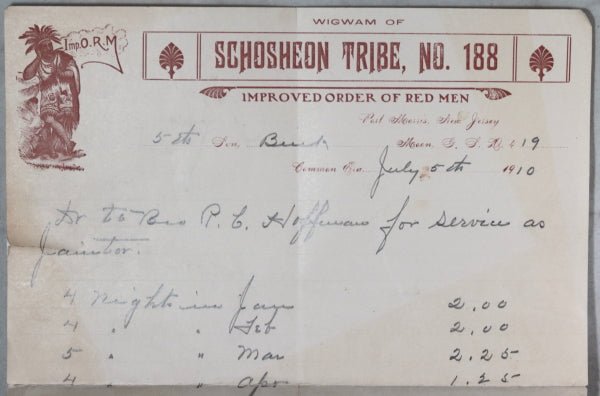 Imp.O.R.M
WIGWAM OF
SCHOSHEON TRIBE, NO. 188
IMPROVED ORDER OF RED MEN
Port Morris, New Jersey
5th Sun, Buck Moon, G. S. D. 419
Common Era. July 5th 1910
Dr to Bro P. C. Hoffman for service as
Janitor.
4 Nights in Jan 2.00
4 " " Feb 2.00
5 " " Mar 2.25
4 " " Apr 1.25